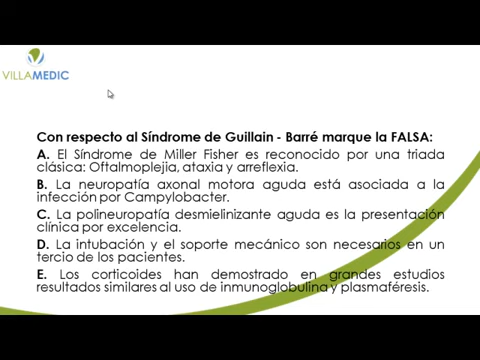 VILLAMEDIC
Con respecto al Síndrome de Guillain - Barré marque la FALSA:
A. El Síndrome de Miller Fisher es reconocido por una triada
clásica: Oftalmoplejia, ataxia y arreflexia.
B. La neuropatía axonal motora aguda está asociada a la
infección por Campylobacter.
C. La polineuropatía desmielinizante aguda es la presentación
clínica por excelencia.
D. La intubación y el soporte mecánico son necesarios en un
tercio de los pacientes.
E. Los corticoides han demostrado en grandes estudios
resultados similares al uso de inmunoglobulina y plasmaféresis.